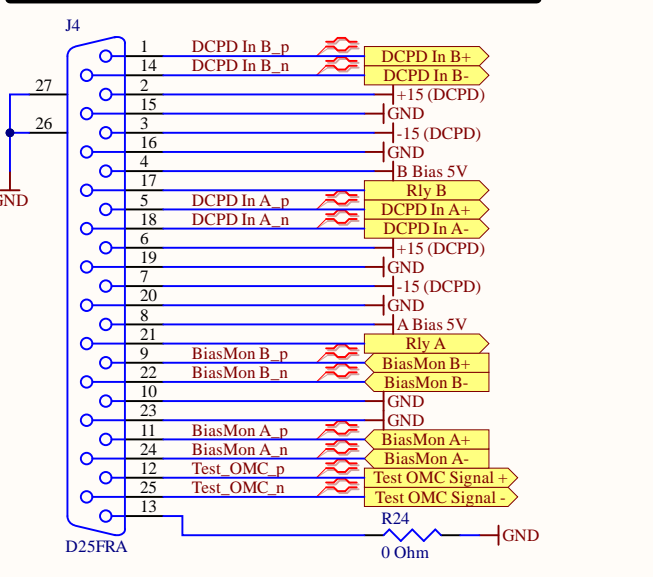 J4
1 DCPD In B_p DCPD In B+
14 DCPD In B_n DCPD In B-
27 2 +15 (DCPD)
15 GND
26 3 -15 (DCPD)
16 GND
4 B Bias 5V
GND 17 Rly B
5 DCPD In A_p DCPD In A+
18 DCPD In A_n DCPD In A-
6 +15 (DCPD)
19 GND
7 -15 (DCPD)
20 GND
8 A Bias 5V
21 Rly A
9 BiasMon B_p BiasMon B+
22 BiasMon B_n BiasMon B-
10 GND
23 GND
11 BiasMon A_p BiasMon A+
24 BiasMon A_n BiasMon A-
12 Test_OMC_p Test OMC Signal +
25 Test_OMC_n Test OMC Signal -
13
R24
GND
D25FRA
0 Ohm